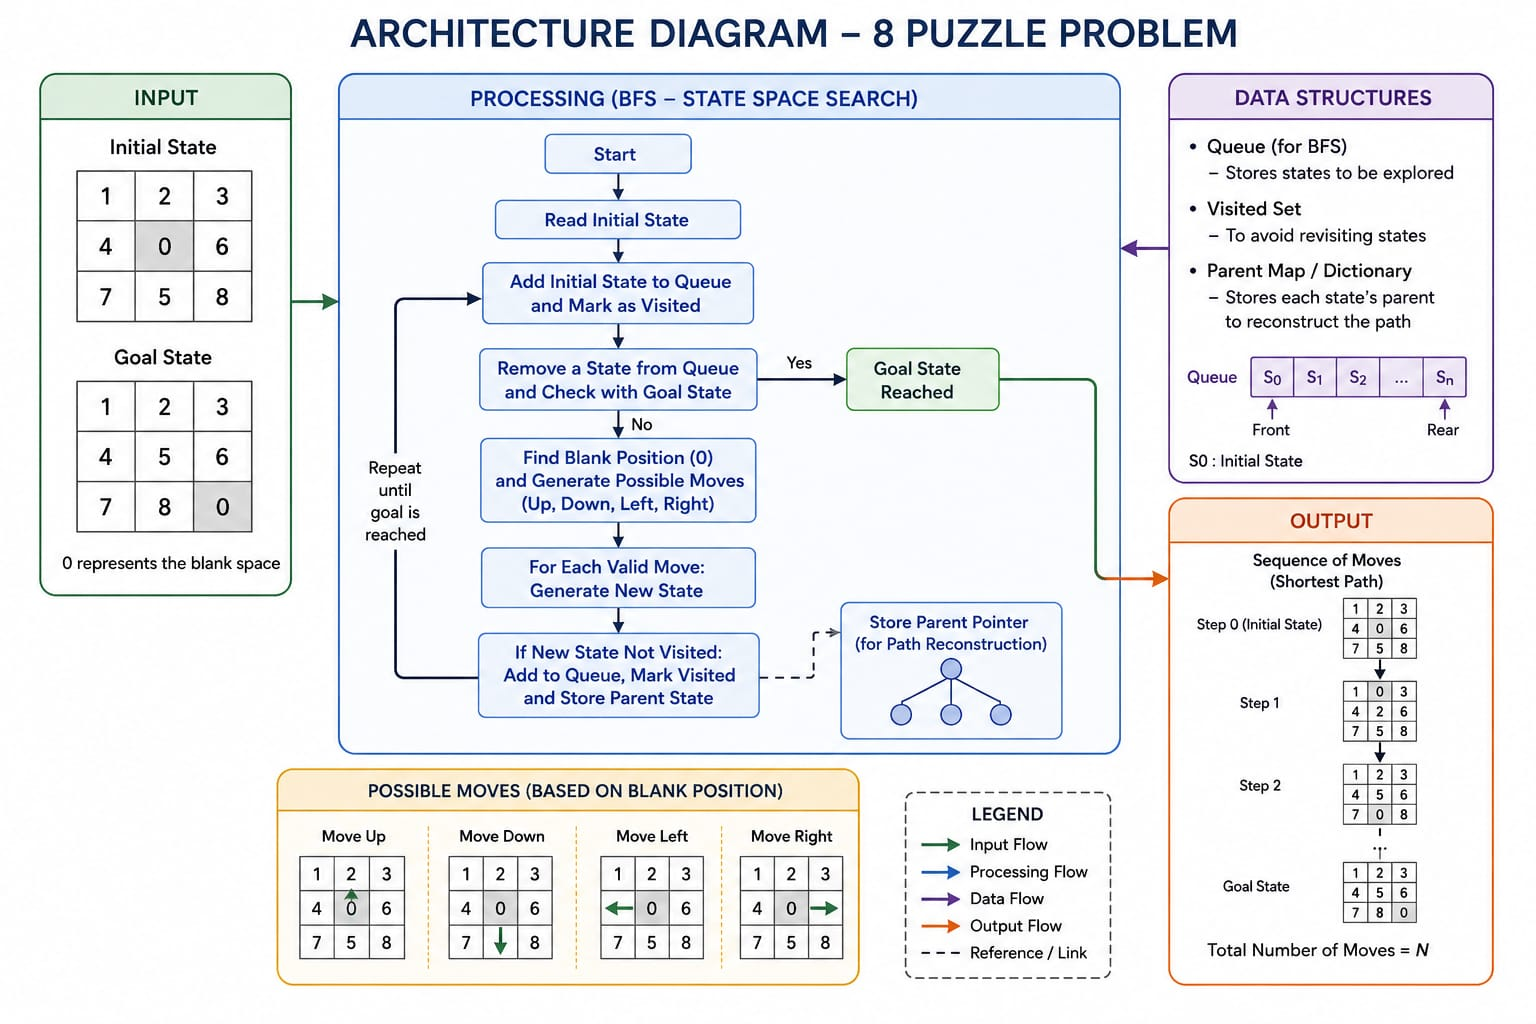 ARCHITECTURE DIAGRAM – 8 PUZZLE PROBLEM
INPUT
Initial State
1 2 3
4 0 6
7 5 8
Goal State
1 2 3
4 5 6
7 8 0
0 represents the blank space
PROCESSING (BFS – STATE SPACE SEARCH)
Start
Read Initial State
Add Initial State to Queue
and Mark as Visited
Remove a State from Queue
and Check with Goal State
Yes
Goal State
Reached
No
Find Blank Position (0)
and Generate Possible Moves
(Up, Down, Left, Right)
For Each Valid Move:
Generate New State
If New State Not Visited:
Add to Queue, Mark Visited
and Store Parent State
Repeat
until
goal is
reached
Store Parent Pointer
(for Path Reconstruction)
DATA STRUCTURES
• Queue (for BFS)
– Stores states to be explored
• Visited Set
– To avoid revisiting states
• Parent Map / Dictionary
– Stores each state's parent
to reconstruct the path
Queue S0 S1 S2 ... Sn
Front Rear
S0 : Initial State
OUTPUT
Sequence of Moves
(Shortest Path)
Step 0 (Initial State)
1 2 3
4 0 6
7 5 8
Step 1
1 0 3
4 2 6
7 5 8
Step 2
1 2 3
4 5 6
7 0 8
...
Goal State
1 2 3
4 5 6
7 8 0
Total Number of Moves = N
POSSIBLE MOVES (BASED ON BLANK POSITION)
Move Up
1 2 3
4 0 6
7 5 8
Move Down
1 2 3
4 0 6
7 8
Move Left
1 2 3
0 6
7 5 8
Move Right
1 2 3
4 0
7 5 8
LEGEND
Input Flow
Processing Flow
Data Flow
Output Flow
Reference / Link